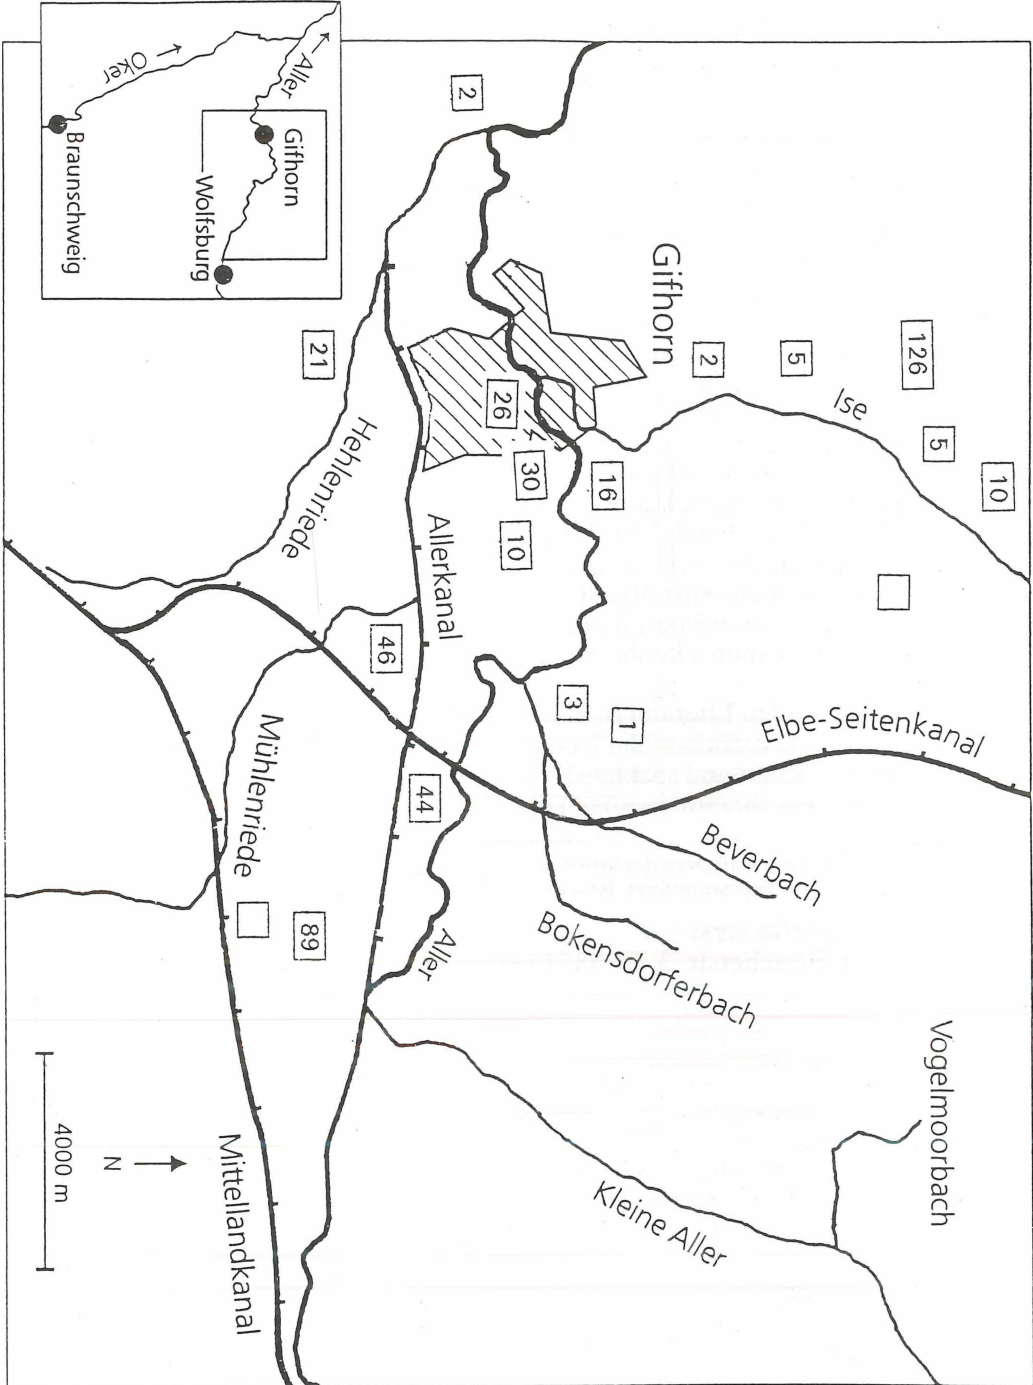 10
5
126
Ise
5
2
Gifhorn
Vogelmoorbach
Elbe-Seitenkanal
Beverbach
Bokensdorferbach
Kleine Aller
1
3
16
30
10
26
2
Aller
Allerkanal
44
46
Hehlenriede
21
89
Mühlenriede
Mittellandkanal
N
4000 m
Aller
Gifhorn
Wolfsburg
Oker
Braunschweig